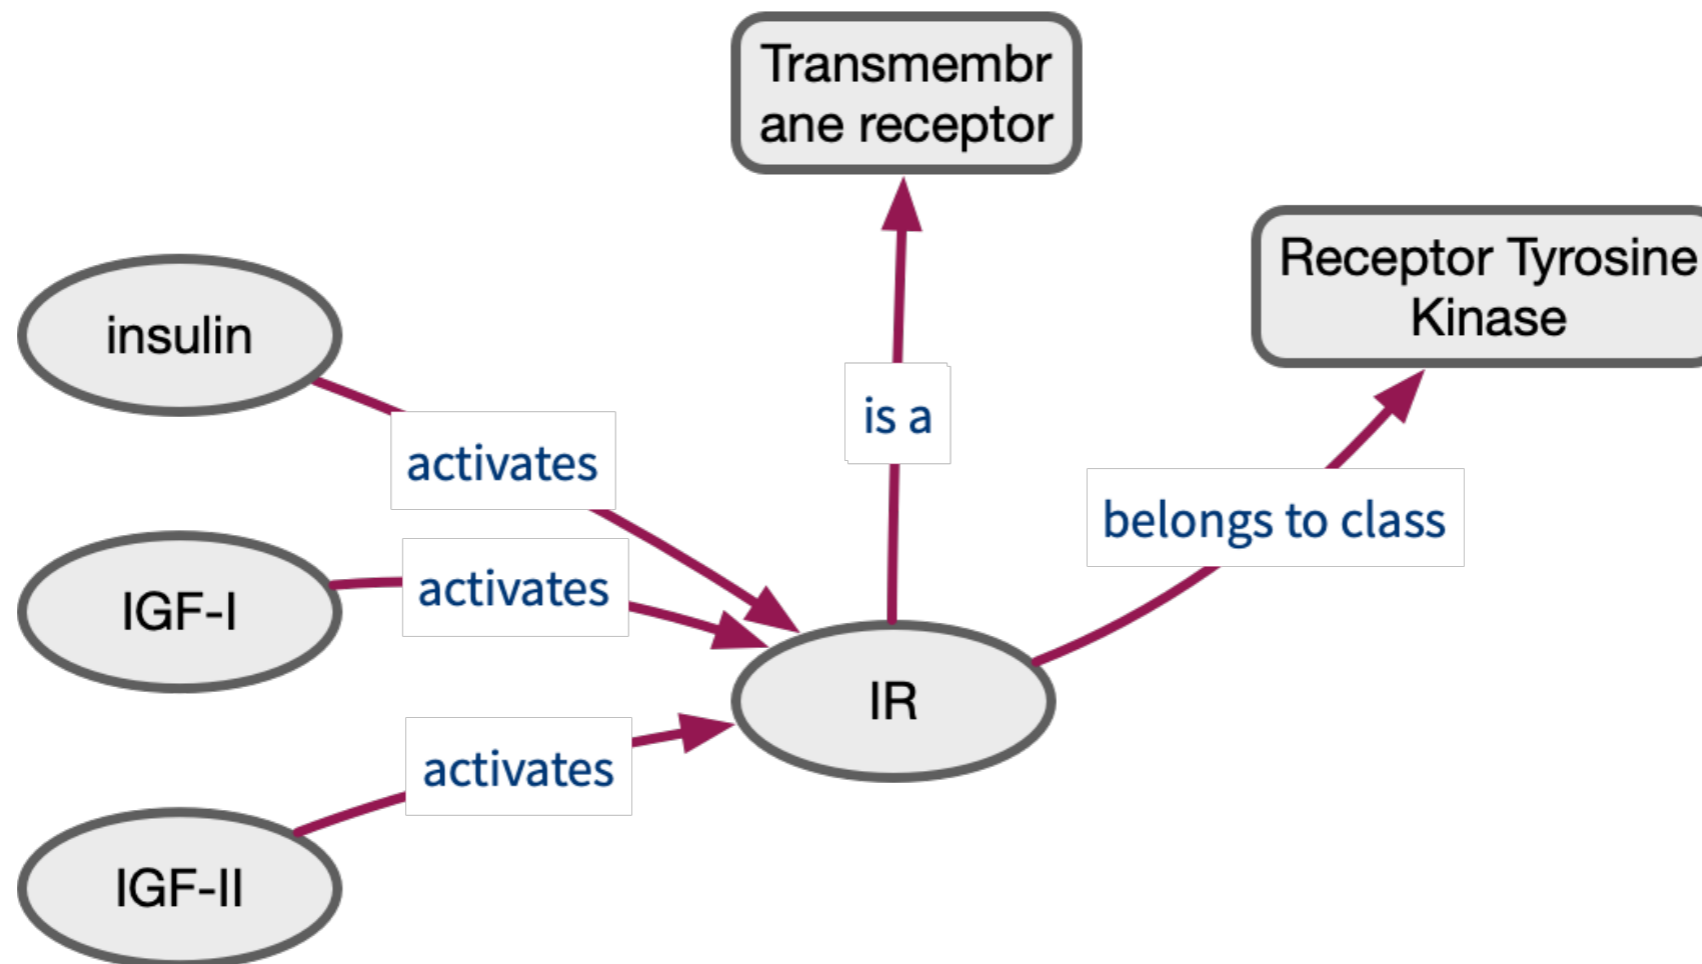 Transmembr
ane receptor
Receptor Tyrosine
Kinase
insulin
is a
activates
belongs to class
activates
IGF-I
IR
activates
IGF-II